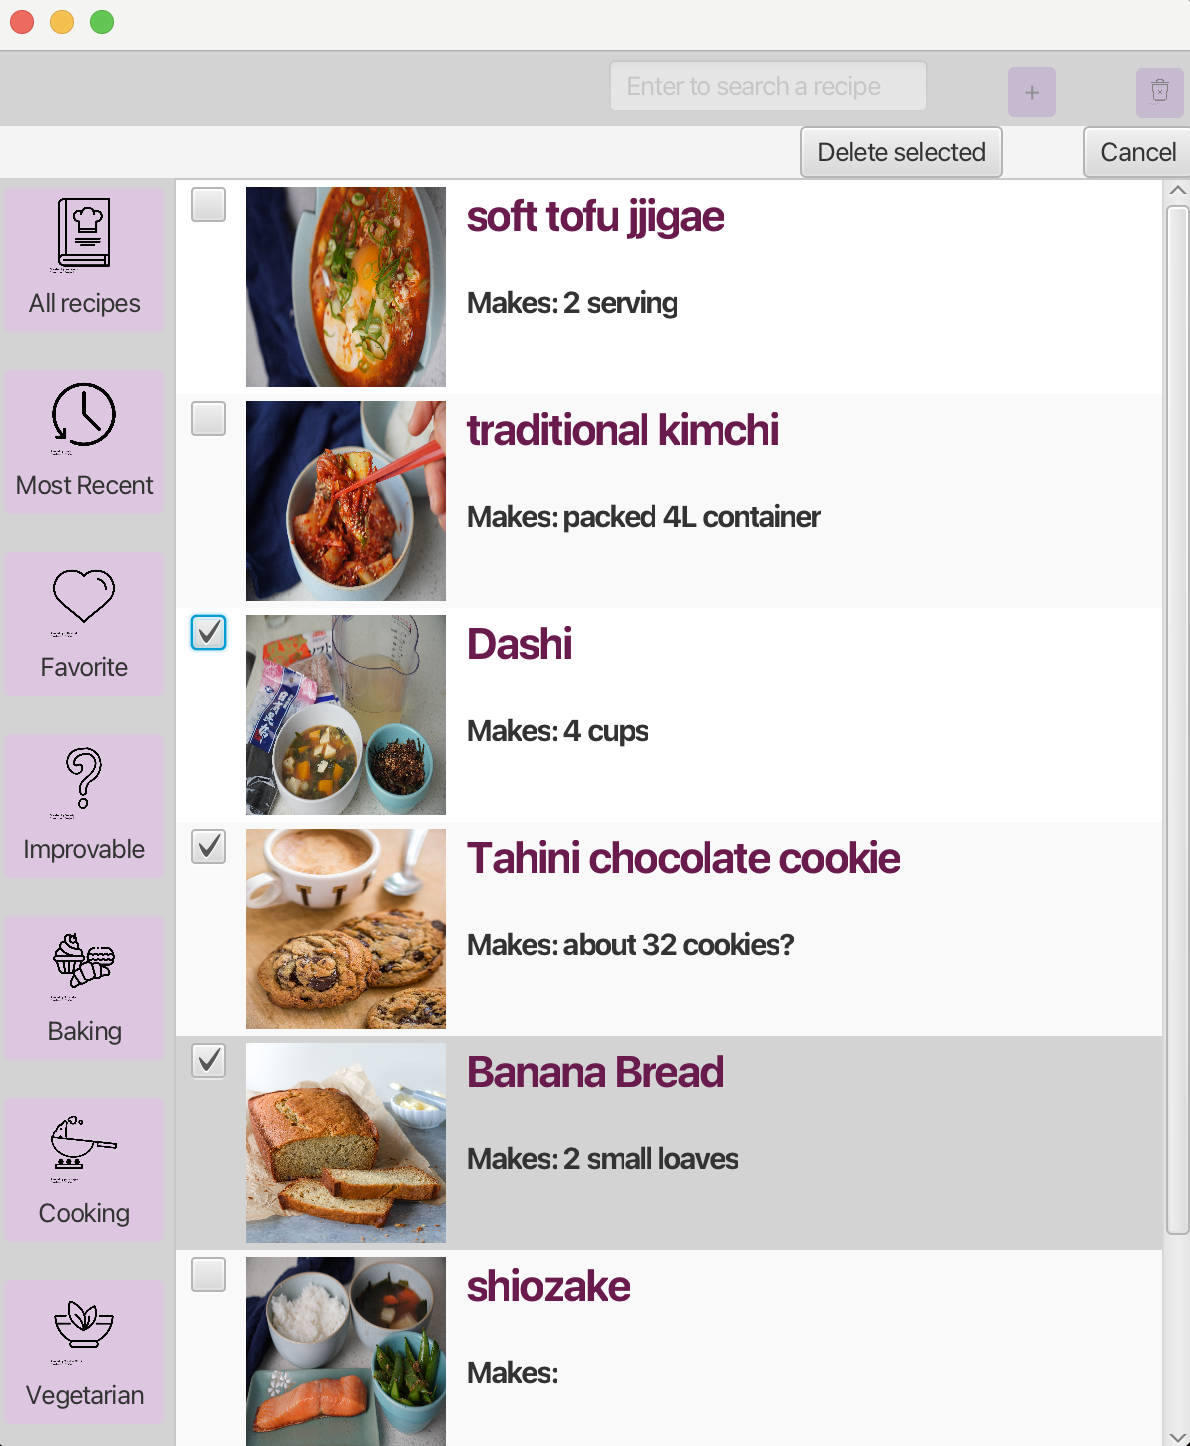 Enter to search a recipe
+
Delete selected
Cancel
All recipes
Most Recent
Favorite
Improvable
Baking
Cooking
Vegetarian
soft tofu jjigae
Makes: 2 serving
traditional kimchi
Makes: packed 4L container
Dashi
Makes: 4 cups
Tahini chocolate cookie
Makes: about 32 cookies?
Banana Bread
Makes: 2 small loaves
shiozake
Makes: